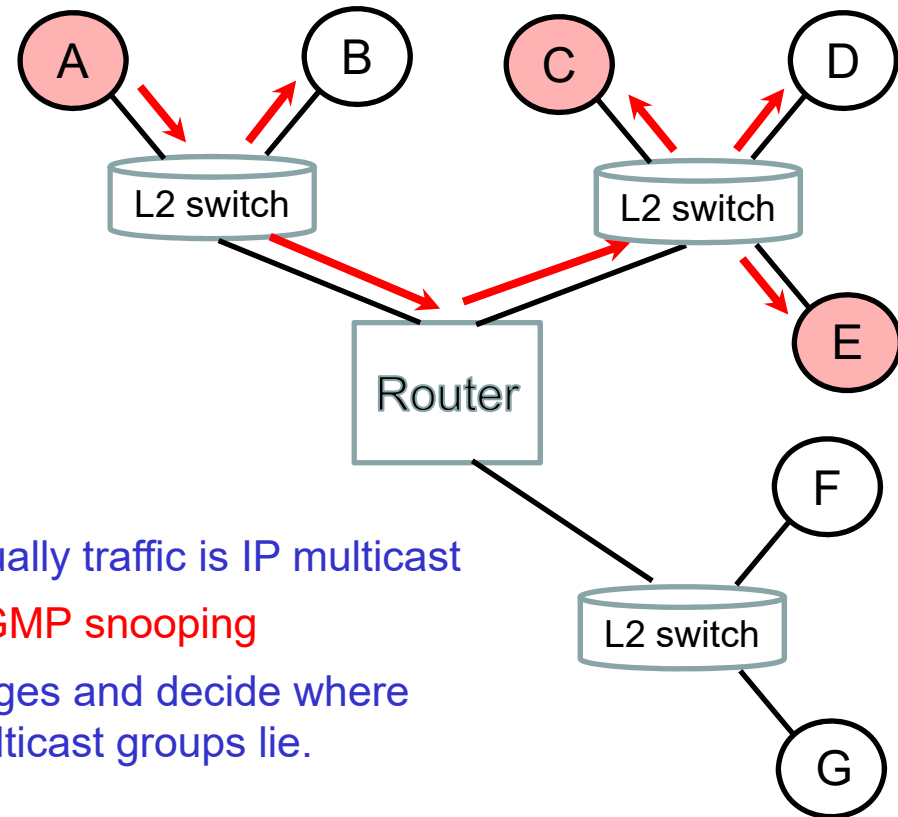 A
B
C
D
L2 switch
L2 switch
E
Router
F
ually traffic is IP multicast
GMP snooping
L2 switch
ges and decide where
lticast groups lie.
G